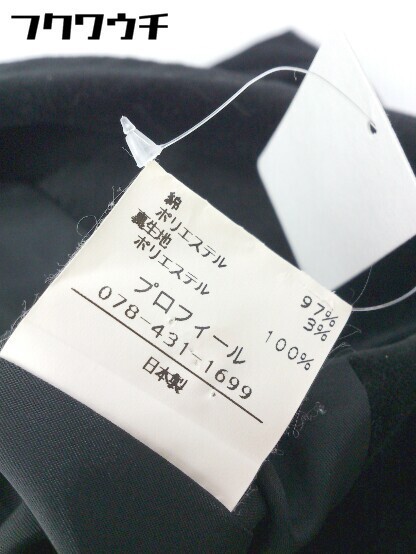 フクワウチ
綿 97%
ポリエステル 3%
裏生地
ポリエステル 100%
プロフィール
078-431-1699
日本製